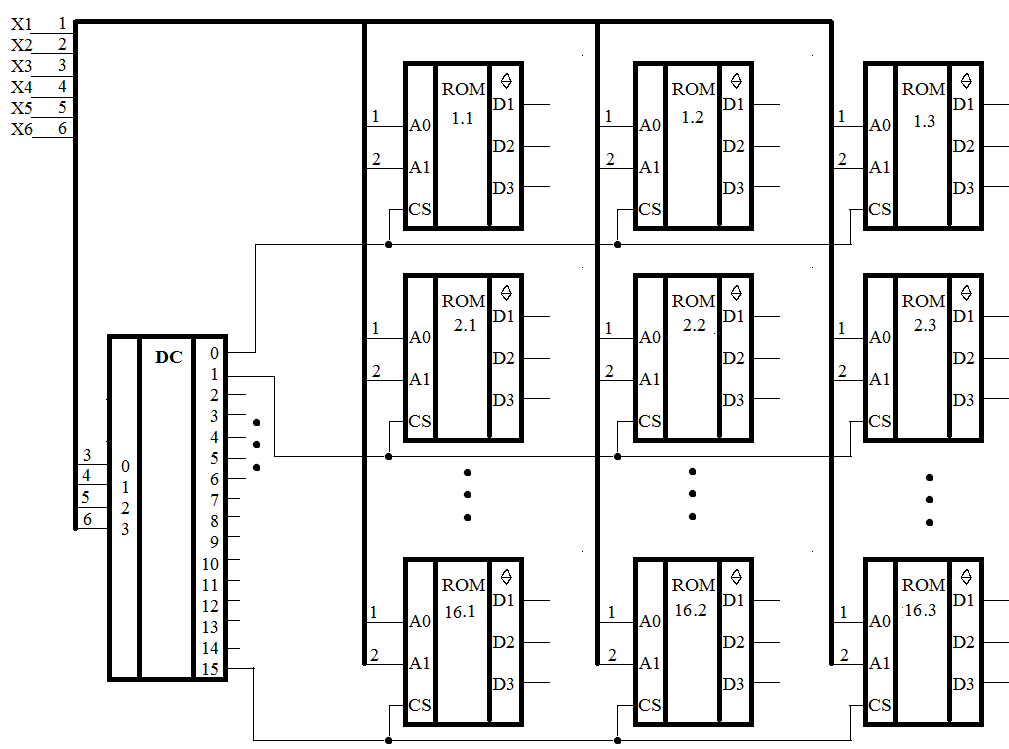 X1 1
X2 2
X3 3
X4 4
X5 5
X6 6
1 A0 ROM D1
2 A1 1.1 D2
CS D3
1 A0 ROM D1
2 A1 1.2 D2
CS D3
1 A0 ROM D1
2 A1 1.3 D2
CS D3
1 A0 ROM D1
2 A1 2.1 D2
CS D3
1 A0 ROM D1
2 A1 2.2 D2
CS D3
1 A0 ROM D1
2 A1 2.3 D2
CS D3
DC
0
1
2
3
4
5
6
7
8
9
10
11
12
13
14
15
3 0
4 1
5 2
6 3
1 A0 ROM D1
2 A1 16.1 D2
CS D3
1 A0 ROM D1
2 A1 16.2 D2
CS D3
1 A0 ROM D1
2 A1 16.3 D2
CS D3